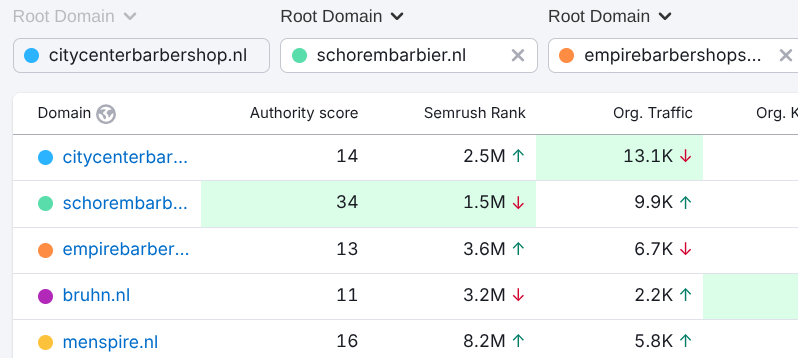 Root Domain Root Domain Root Domain
citycenterbarbershop.nl schorembarbier.nl empirebarbershops...
Domain Authority score Semrush Rank Org. Traffic Org. K
citycenterbar... 14 2.5M ↑ 13.1K ↓
schorembarb... 34 1.5M ↓ 9.9K ↑
empirebarber... 13 3.6M ↑ 6.7K ↓
bruhn.nl 11 3.2M ↓ 2.2K ↑
menspire.nl 16 8.2M ↑ 5.8K ↑